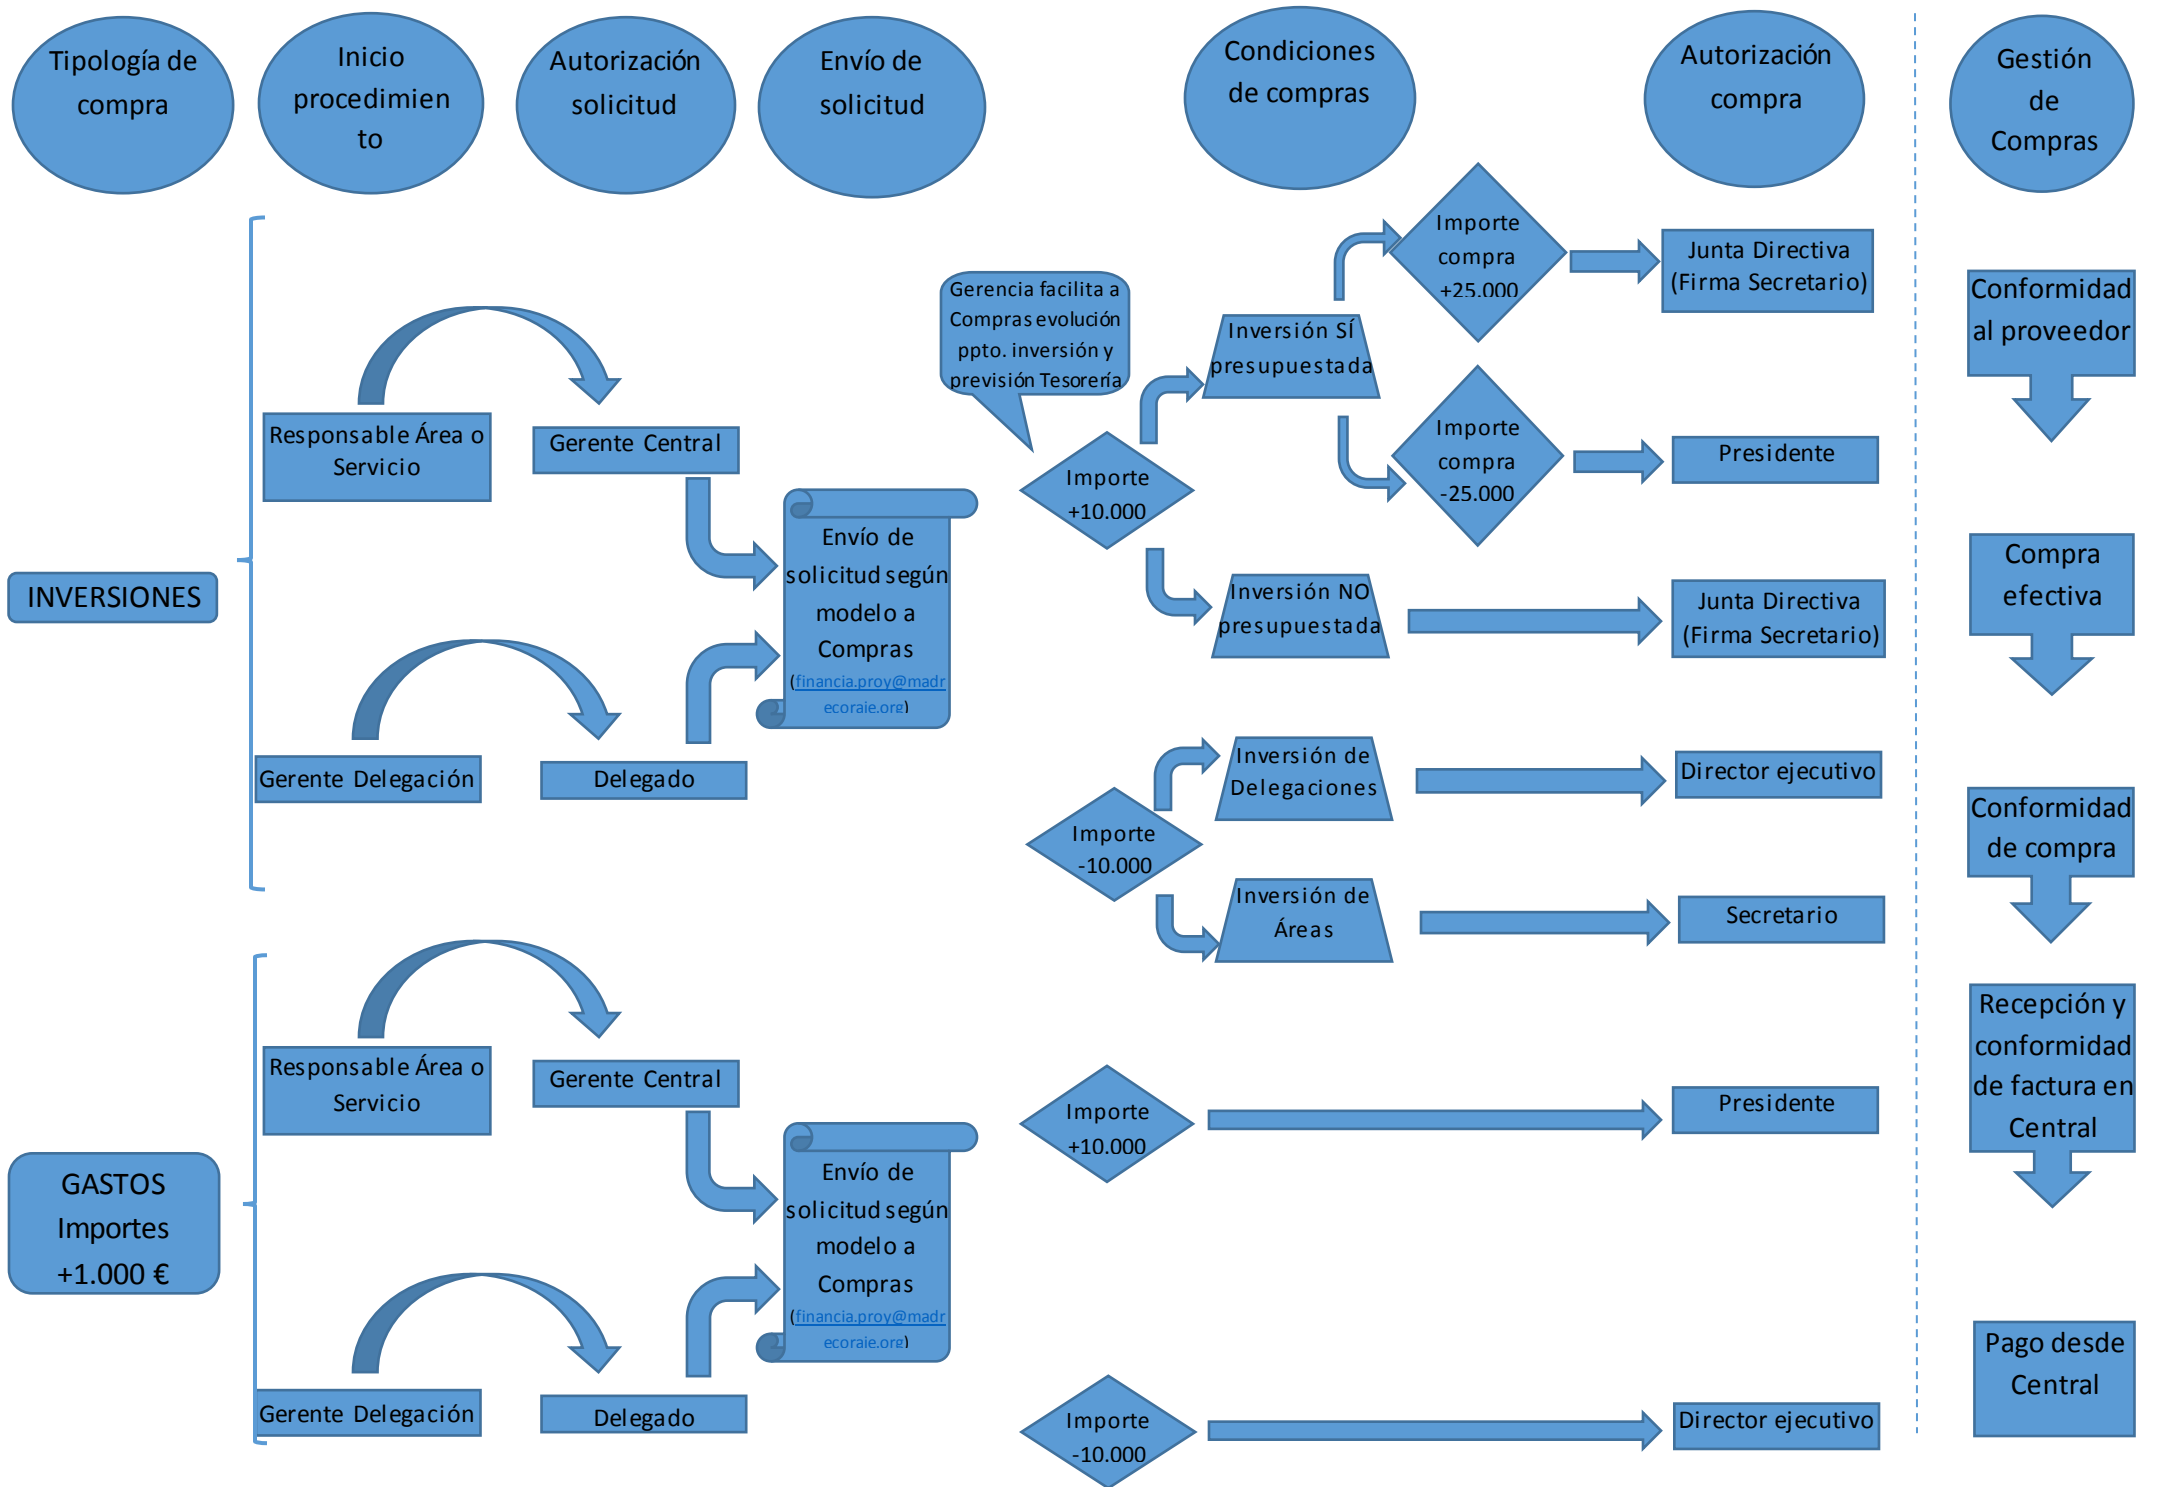 Tipología de
compra
Inicio
procedimien
to
Autorización
solicitud
Envío de
solicitud
Condiciones
de compras
Autorización
compra
Gestión
de
Compras
INVERSIONES
Responsable Área o
Servicio
Gerente Central
Gerente Delegación
Delegado
Envío de
solicitud según
modelo a
Compras
(financia.proy@madr
ecoraje.org)
Gerencia facilita a
Compras evolución
ppto. inversión y
previsión Tesorería
Importe
+10.000
Inversión SÍ
presupuestada
Importe
compra
+25.000
Junta Directiva
(Firma Secretario)
Importe
compra
-25.000
Presidente
Inversión NO
presupuestada
Junta Directiva
(Firma Secretario)
Importe
-10.000
Inversión de
Delegaciones
Director ejecutivo
Inversión de
Áreas
Secretario
GASTOS
Importes
+1.000 €
Responsable Área o
Servicio
Gerente Central
Gerente Delegación
Delegado
Envío de
solicitud según
modelo a
Compras
(financia.proy@madr
ecoraje.org)
Importe
+10.000
Presidente
Importe
-10.000
Director ejecutivo
Conformidad
al proveedor
Compra
efectiva
Conformidad
de compra
Recepción y
conformidad
de factura en
Central
Pago desde
Central